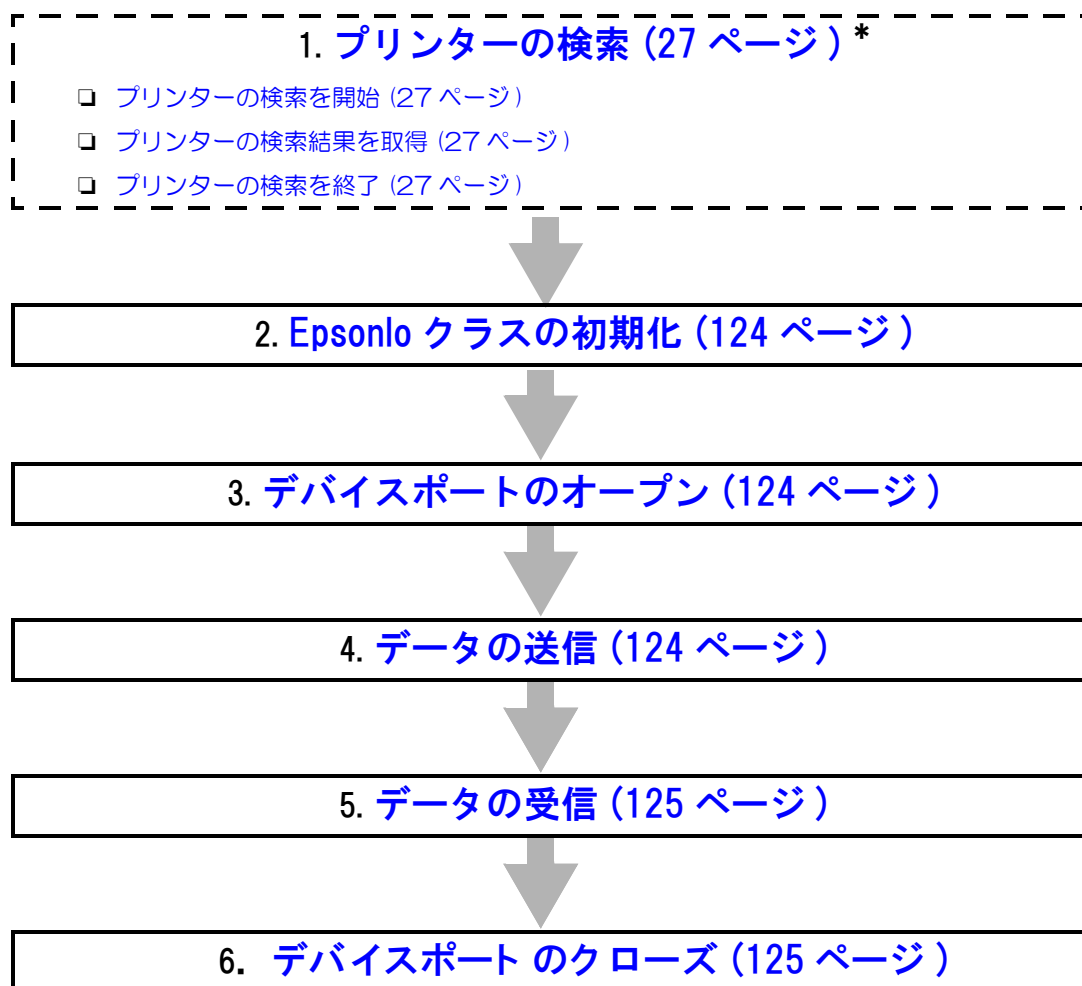 1. プリンターの検索 (27 ページ) *
❏ プリンターの検索を開始 (27 ページ)
❏ プリンターの検索結果を取得 (27 ページ)
❏ プリンターの検索を終了 (27 ページ)
2. EpsonIo クラスの初期化 (124 ページ)
3. デバイスポートのオープン (124 ページ)
4. データの送信 (124 ページ)
5. データの受信 (125 ページ)
6. デバイスポート のクローズ (125 ページ)